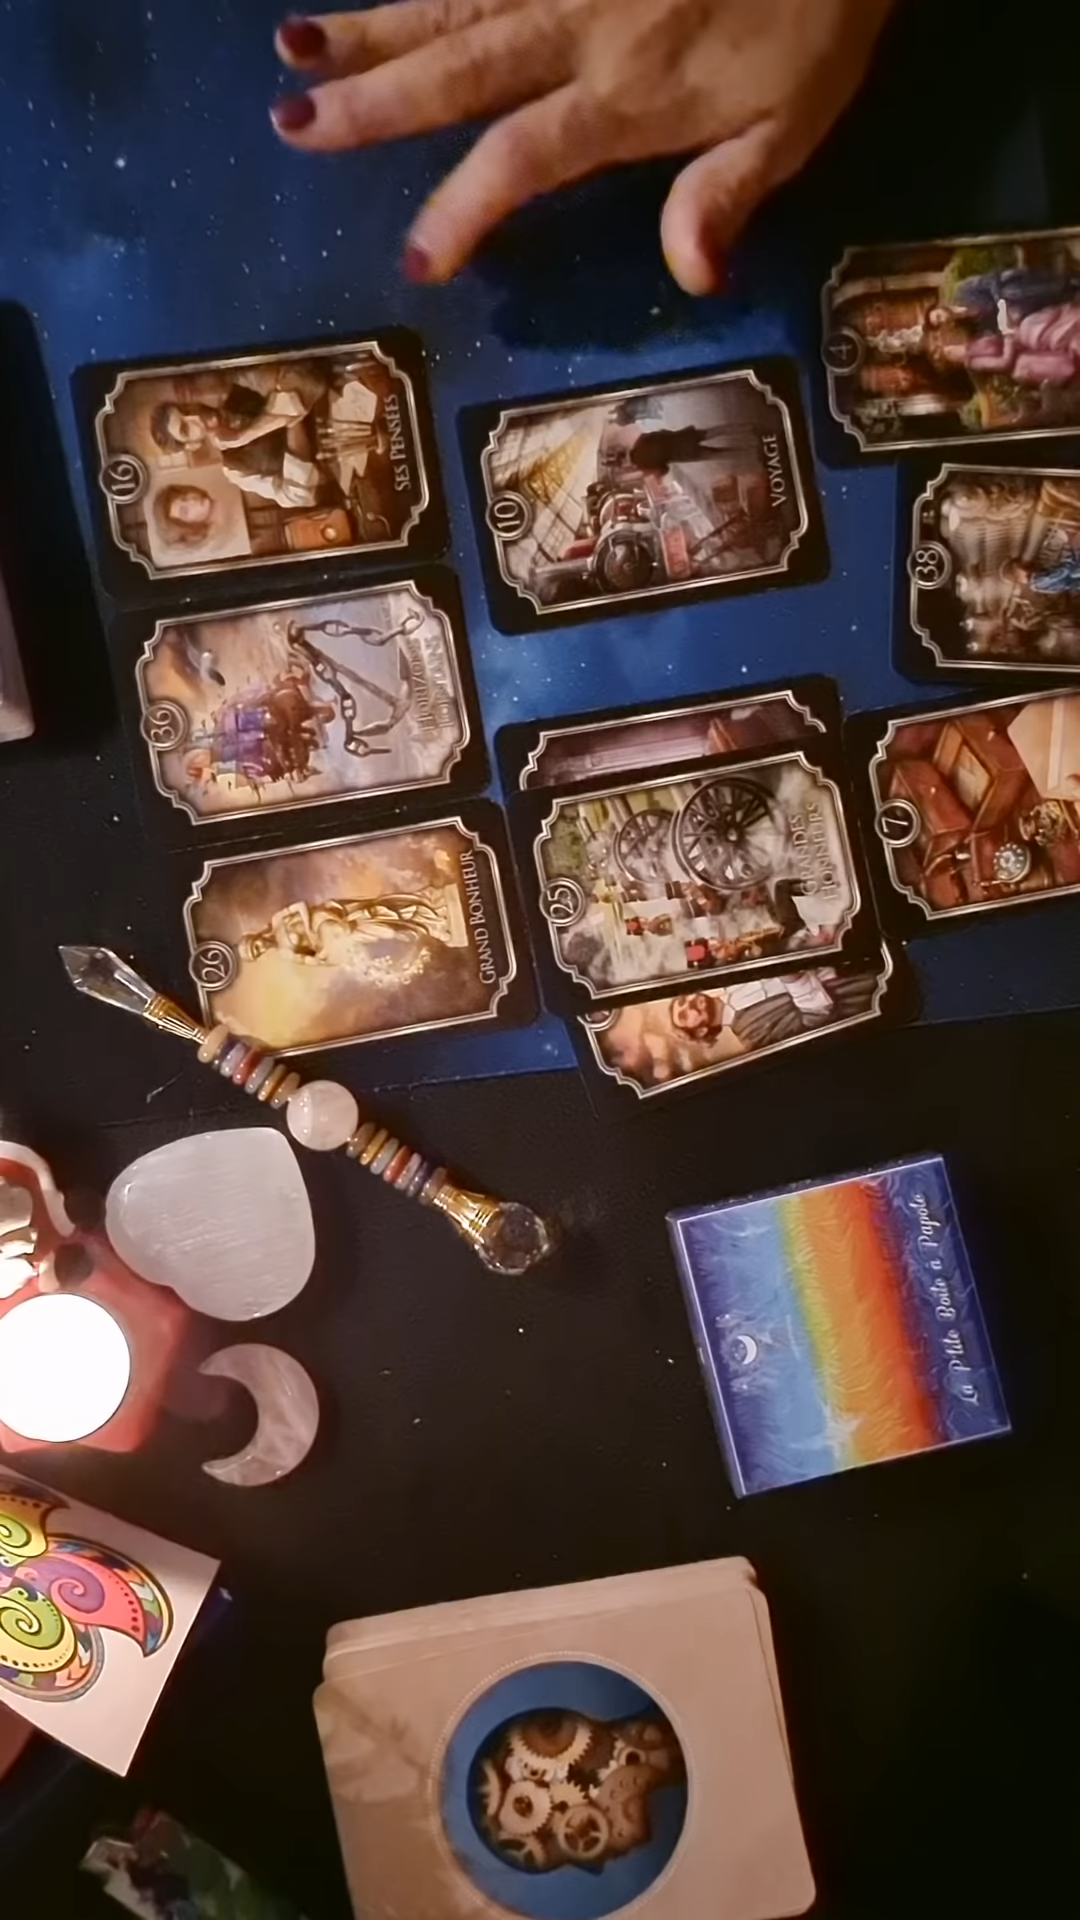 16
SES PENSÉES
10
VOYAGE
4
38
36
HORIZONS
LOINTAINS
7
25
GRANDES
HONNEURS
26
GRAND BONHEUR
La P'tite Boite à Papote